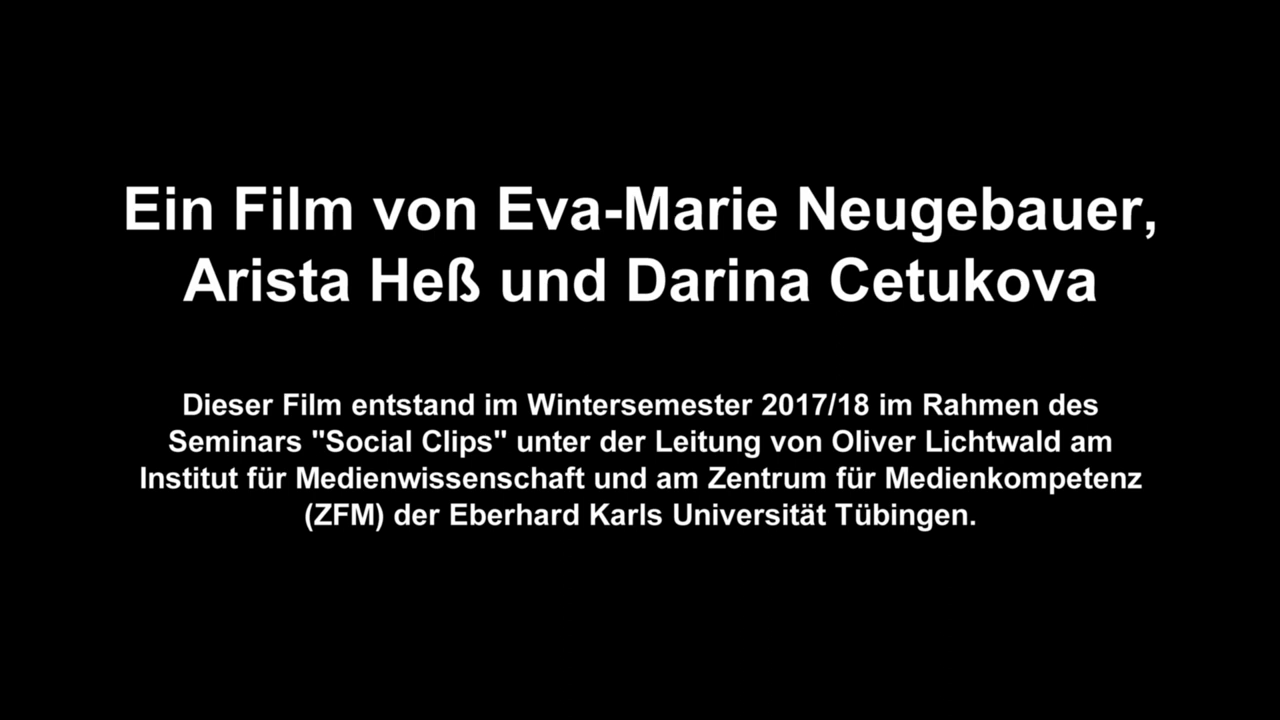 Ein Film von Eva-Marie Neugebauer,
Arista Heß und Darina Cetukova
Dieser Film entstand im Wintersemester 2017/18 im Rahmen des
Seminars "Social Clips" unter der Leitung von Oliver Lichtwald am
Institut für Medienwissenschaft und am Zentrum für Medienkompetenz
(ZFM) der Eberhard Karls Universität Tübingen.